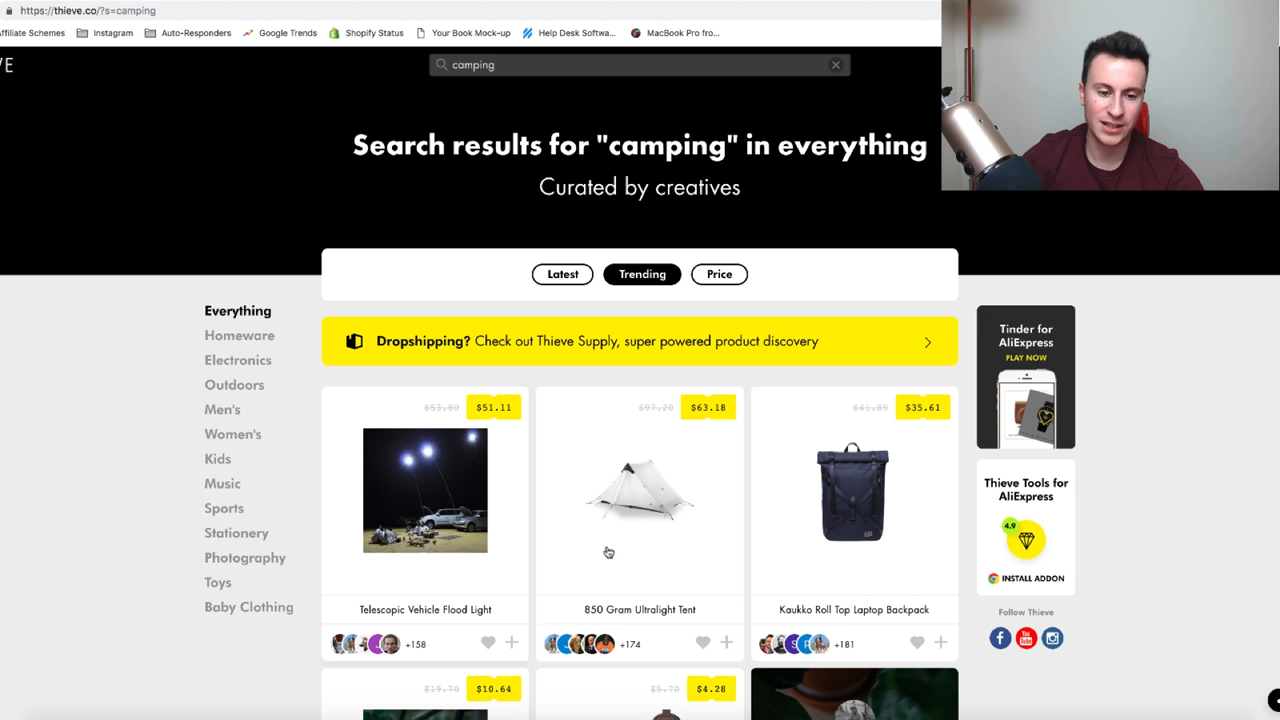 https://thieve.co/?s=camping
ffiliate Schemes
Instagram
Auto-Responders
Google Trends
Shopify Status
Your Book Mock-up
Help Desk Softwa...
MacBook Pro fro...
VE
camping
Search results for "camping" in everything
Curated by creatives
Latest
Trending
Price
Everything
Homeware
Electronics
Outdoors
Men's
Women's
Kids
Music
Sports
Stationery
Photography
Toys
Baby Clothing
Dropshipping? Check out Thieve Supply, super powered product discovery
$53.80 $51.11
$97.20 $63.18
$41.89 $35.61
Telescopic Vehicle Flood Light
850 Gram Ultralight Tent
Kaukko Roll Top Laptop Backpack
+158
+174
+181
$19.70 $10.64
$5.70 $4.28
Tinder for
AliExpress
PLAY NOW
Thieve Tools for
AliExpress
4.9
INSTALL ADDON
Follow Thieve